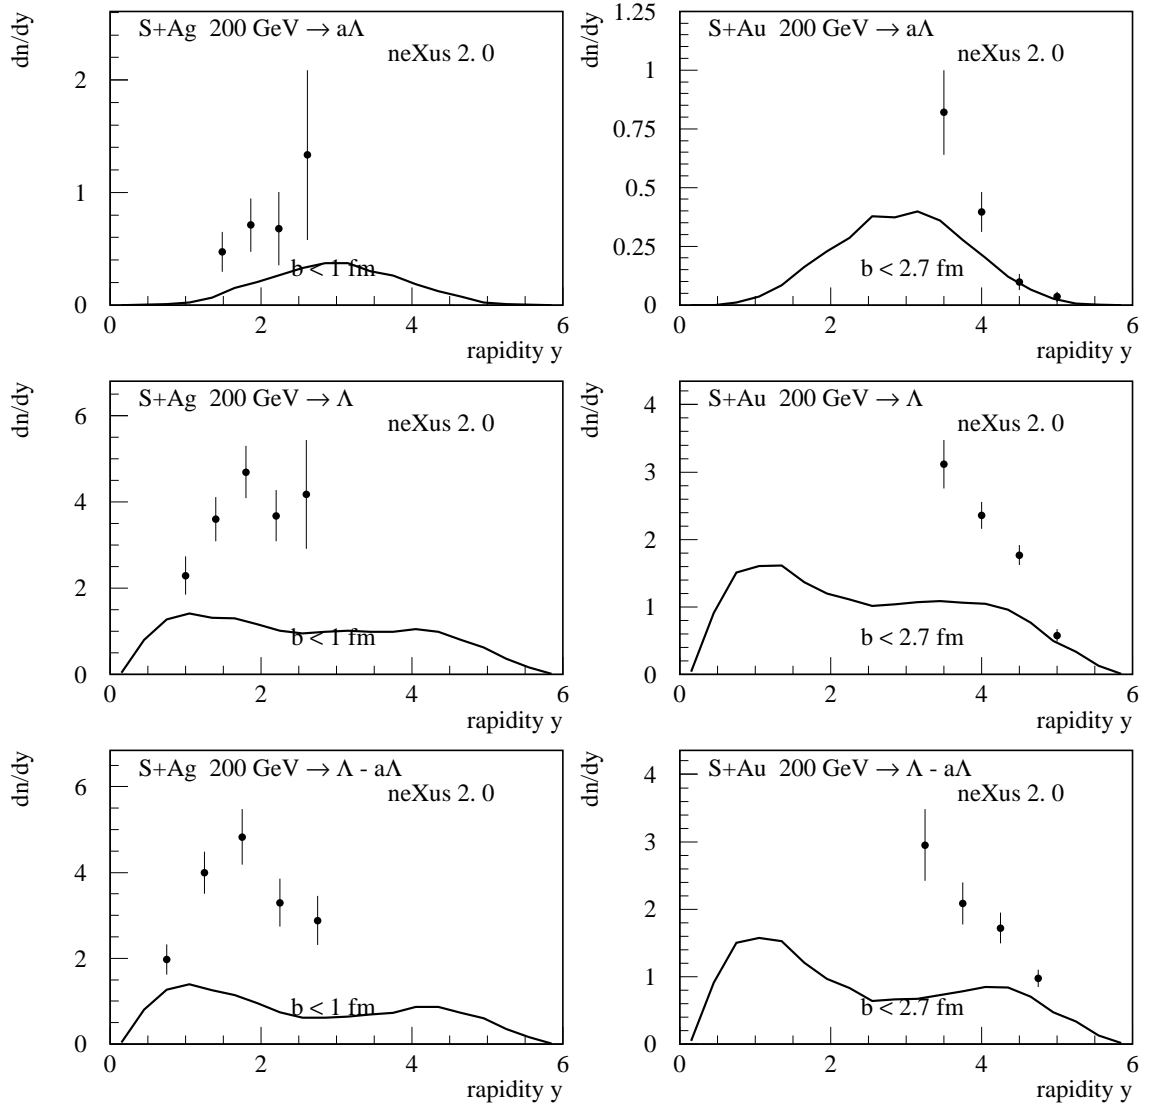 S+Ag 200 GeV → aΛ
neXus 2. 0
dn/dy
2
1
0
b < 1 fm
0 2 4 6
rapidity y
S+Au 200 GeV → aΛ
neXus 2. 0
dn/dy
1.25
1
0.75
0.5
0.25
0
b < 2.7 fm
0 2 4 6
rapidity y
S+Ag 200 GeV → Λ
neXus 2. 0
dn/dy
6
4
2
0
b < 1 fm
0 2 4 6
rapidity y
S+Au 200 GeV → Λ
neXus 2. 0
dn/dy
4
3
2
1
0
b < 2.7 fm
0 2 4 6
rapidity y
S+Ag 200 GeV → Λ - aΛ
neXus 2. 0
dn/dy
6
4
2
0
b < 1 fm
0 2 4 6
rapidity y
S+Au 200 GeV → Λ - aΛ
neXus 2. 0
dn/dy
4
3
2
1
0
b < 2.7 fm
0 2 4 6
rapidity y